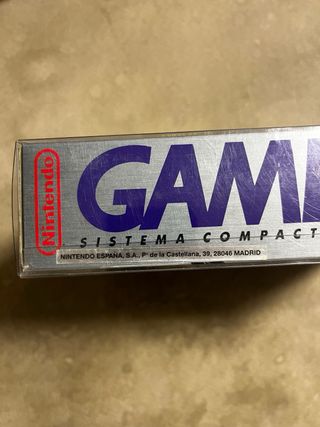 Nintendo
GAM
SISTEMA COMPACT
NINTENDO ESPAÑA, S.A., Pº de la Castellana, 39, 28046 MADRID